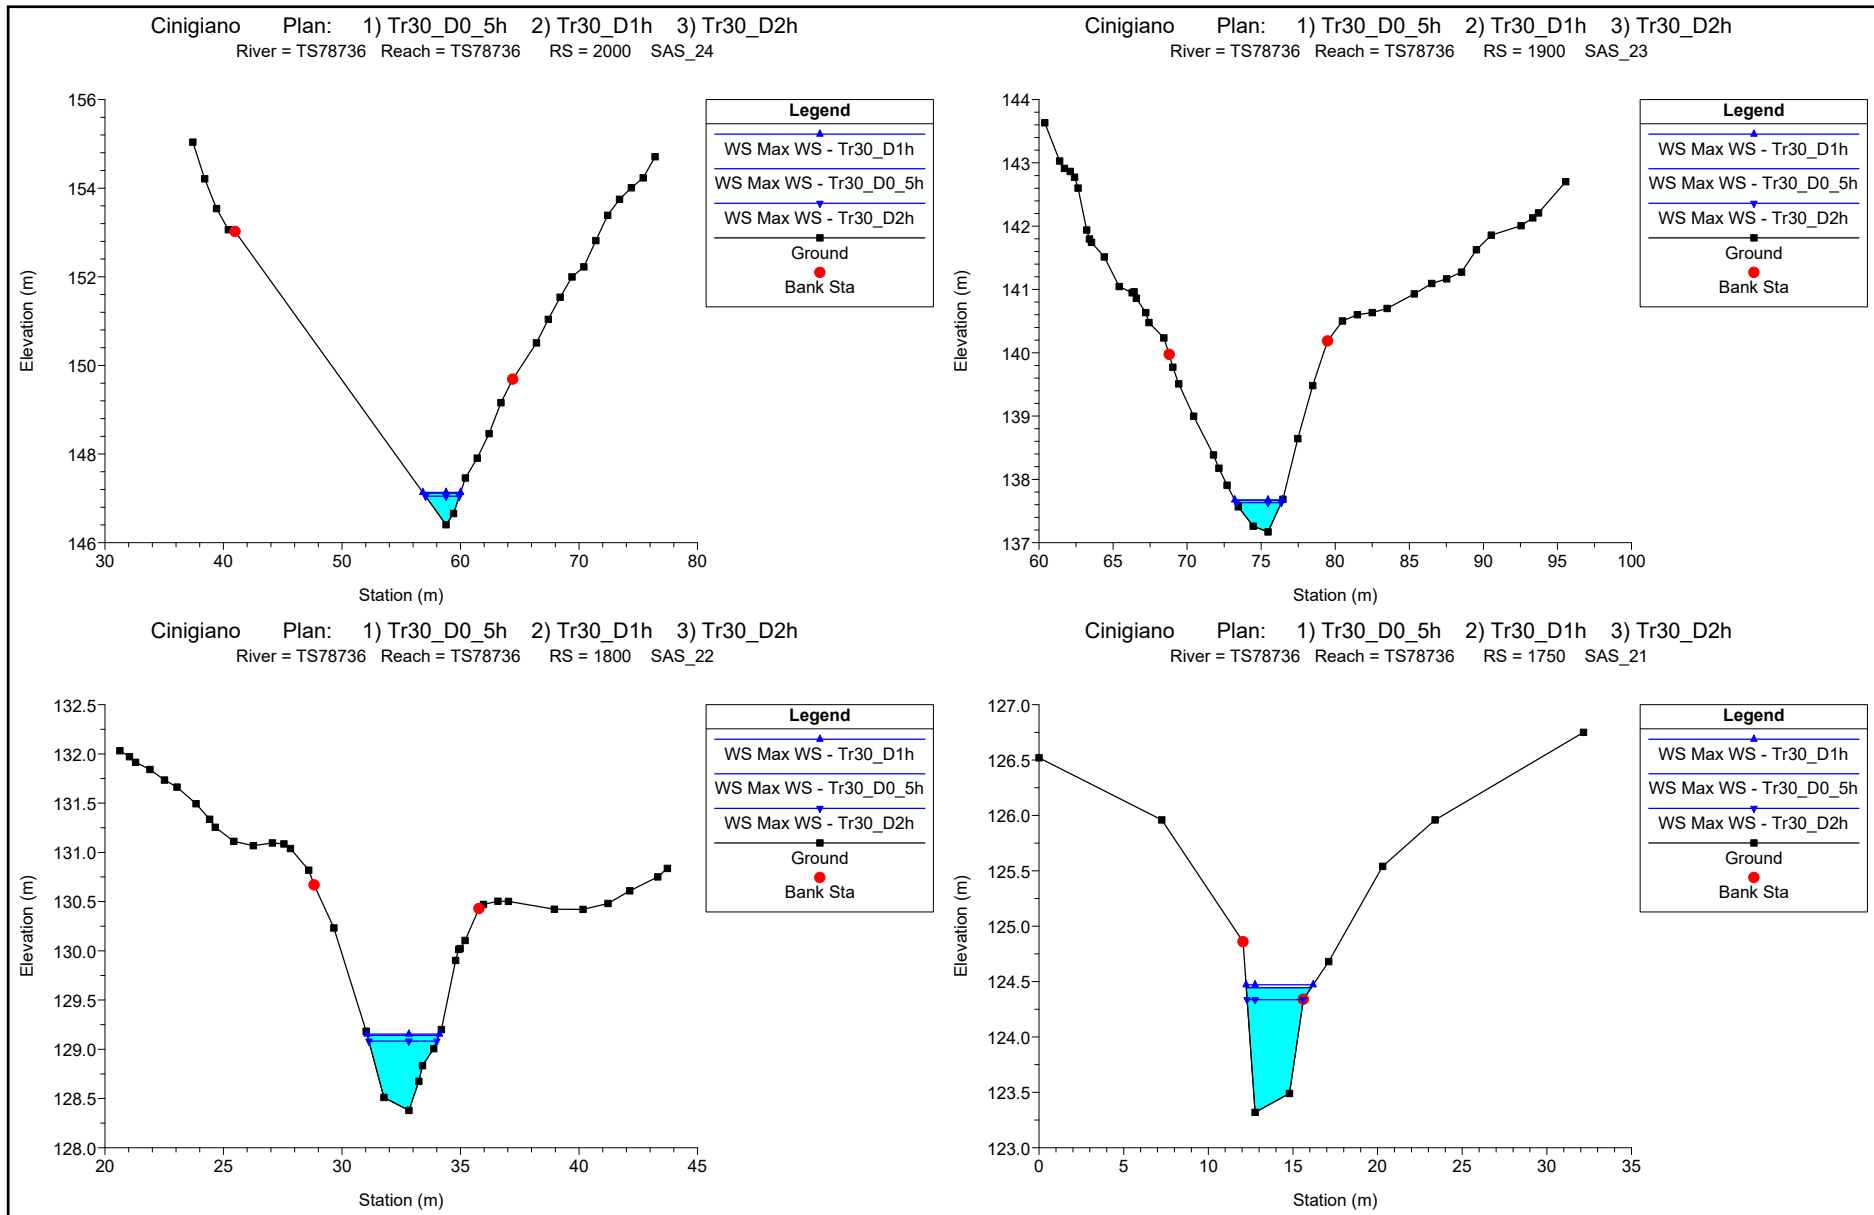 Cinigiano Plan: 1) Tr30_D0_5h 2) Tr30_D1h 3) Tr30_D2h
River = TS78736 Reach = TS78736 RS = 2000 SAS_24
Elevation (m)
156
154
152
150
148
146
30 40 50 60 70 80
Station (m)
Legend
WS Max WS - Tr30_D1h
WS Max WS - Tr30_D0_5h
WS Max WS - Tr30_D2h
Ground
Bank Sta
Cinigiano Plan: 1) Tr30_D0_5h 2) Tr30_D1h 3) Tr30_D2h
River = TS78736 Reach = TS78736 RS = 1900 SAS_23
Elevation (m)
144
143
142
141
140
139
138
137
60 65 70 75 80 85 90 95 100
Station (m)
Legend
WS Max WS - Tr30_D1h
WS Max WS - Tr30_D0_5h
WS Max WS - Tr30_D2h
Ground
Bank Sta
Cinigiano Plan: 1) Tr30_D0_5h 2) Tr30_D1h 3) Tr30_D2h
River = TS78736 Reach = TS78736 RS = 1800 SAS_22
Elevation (m)
132.5
132.0
131.5
131.0
130.5
130.0
129.5
129.0
128.5
128.0
20 25 30 35 40 45
Station (m)
Legend
WS Max WS - Tr30_D1h
WS Max WS - Tr30_D0_5h
WS Max WS - Tr30_D2h
Ground
Bank Sta
Cinigiano Plan: 1) Tr30_D0_5h 2) Tr30_D1h 3) Tr30_D2h
River = TS78736 Reach = TS78736 RS = 1750 SAS_21
Elevation (m)
127.0
126.5
126.0
125.5
125.0
124.5
124.0
123.5
123.0
0 5 10 15 20 25 30 35
Station (m)
Legend
WS Max WS - Tr30_D1h
WS Max WS - Tr30_D0_5h
WS Max WS - Tr30_D2h
Ground
Bank Sta